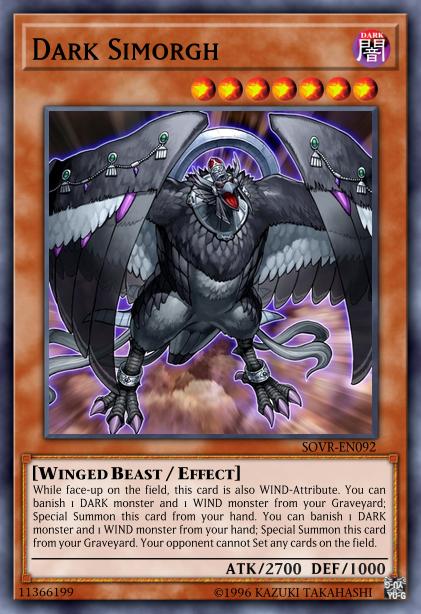 DARK SIMORGH
DARK
闇
SOVR-EN092
[WINGED BEAST / EFFECT]
While face-up on the field, this card is also WIND-Attribute. You can
banish 1 DARK monster and 1 WIND monster from your Graveyard;
Special Summon this card from your hand. You can banish 1 DARK
monster and 1 WIND monster from your hand; Special Summon this card
from your Graveyard. Your opponent cannot Set any cards on the field.
ATK/2700 DEF/1000
11366199
©1996 KAZUKI TAKAHASHI